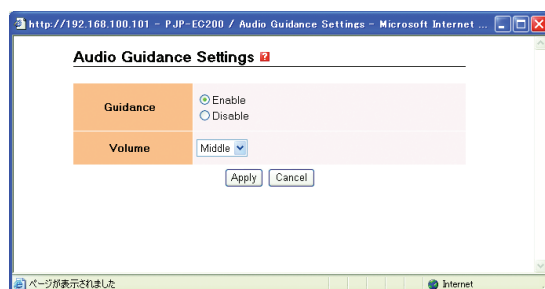 http://192.168.100.101 - PJP-EC200 / Audio Guidance Settings - Microsoft Internet ...
Audio Guidance Settings ?
Guidance
Enable
Disable
Volume
Middle
Apply Cancel
ページが表示されました Internet